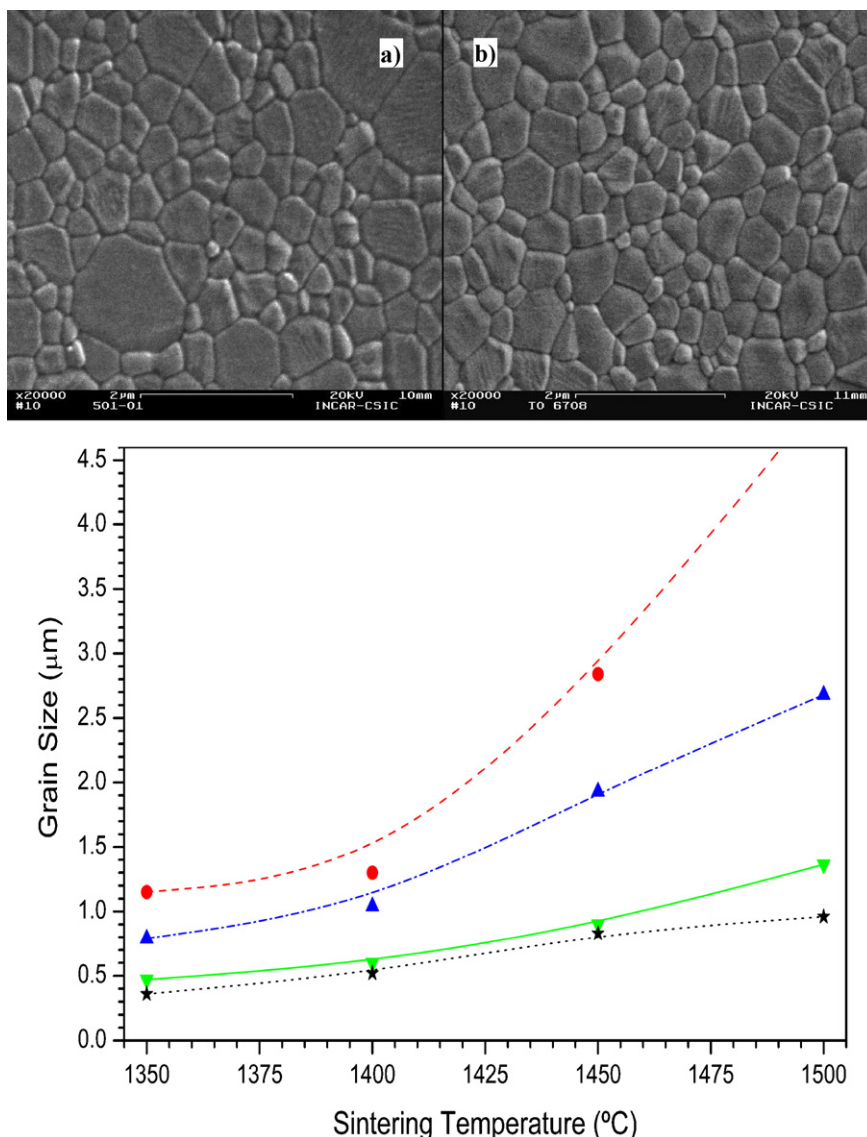 a)
b)
x20000 2µm 20kV 10mm
#10 501-01 INCAR-CSIC
x20000 2µm 20kV 11mm
#10 TO 6708 INCAR-CSIC
4.5
4.0
3.5
3.0
2.5
2.0
1.5
1.0
0.5
0.0
Grain Size (µm)
1350 1375 1400 1425 1450 1475 1500
Sintering Temperature (ºC)